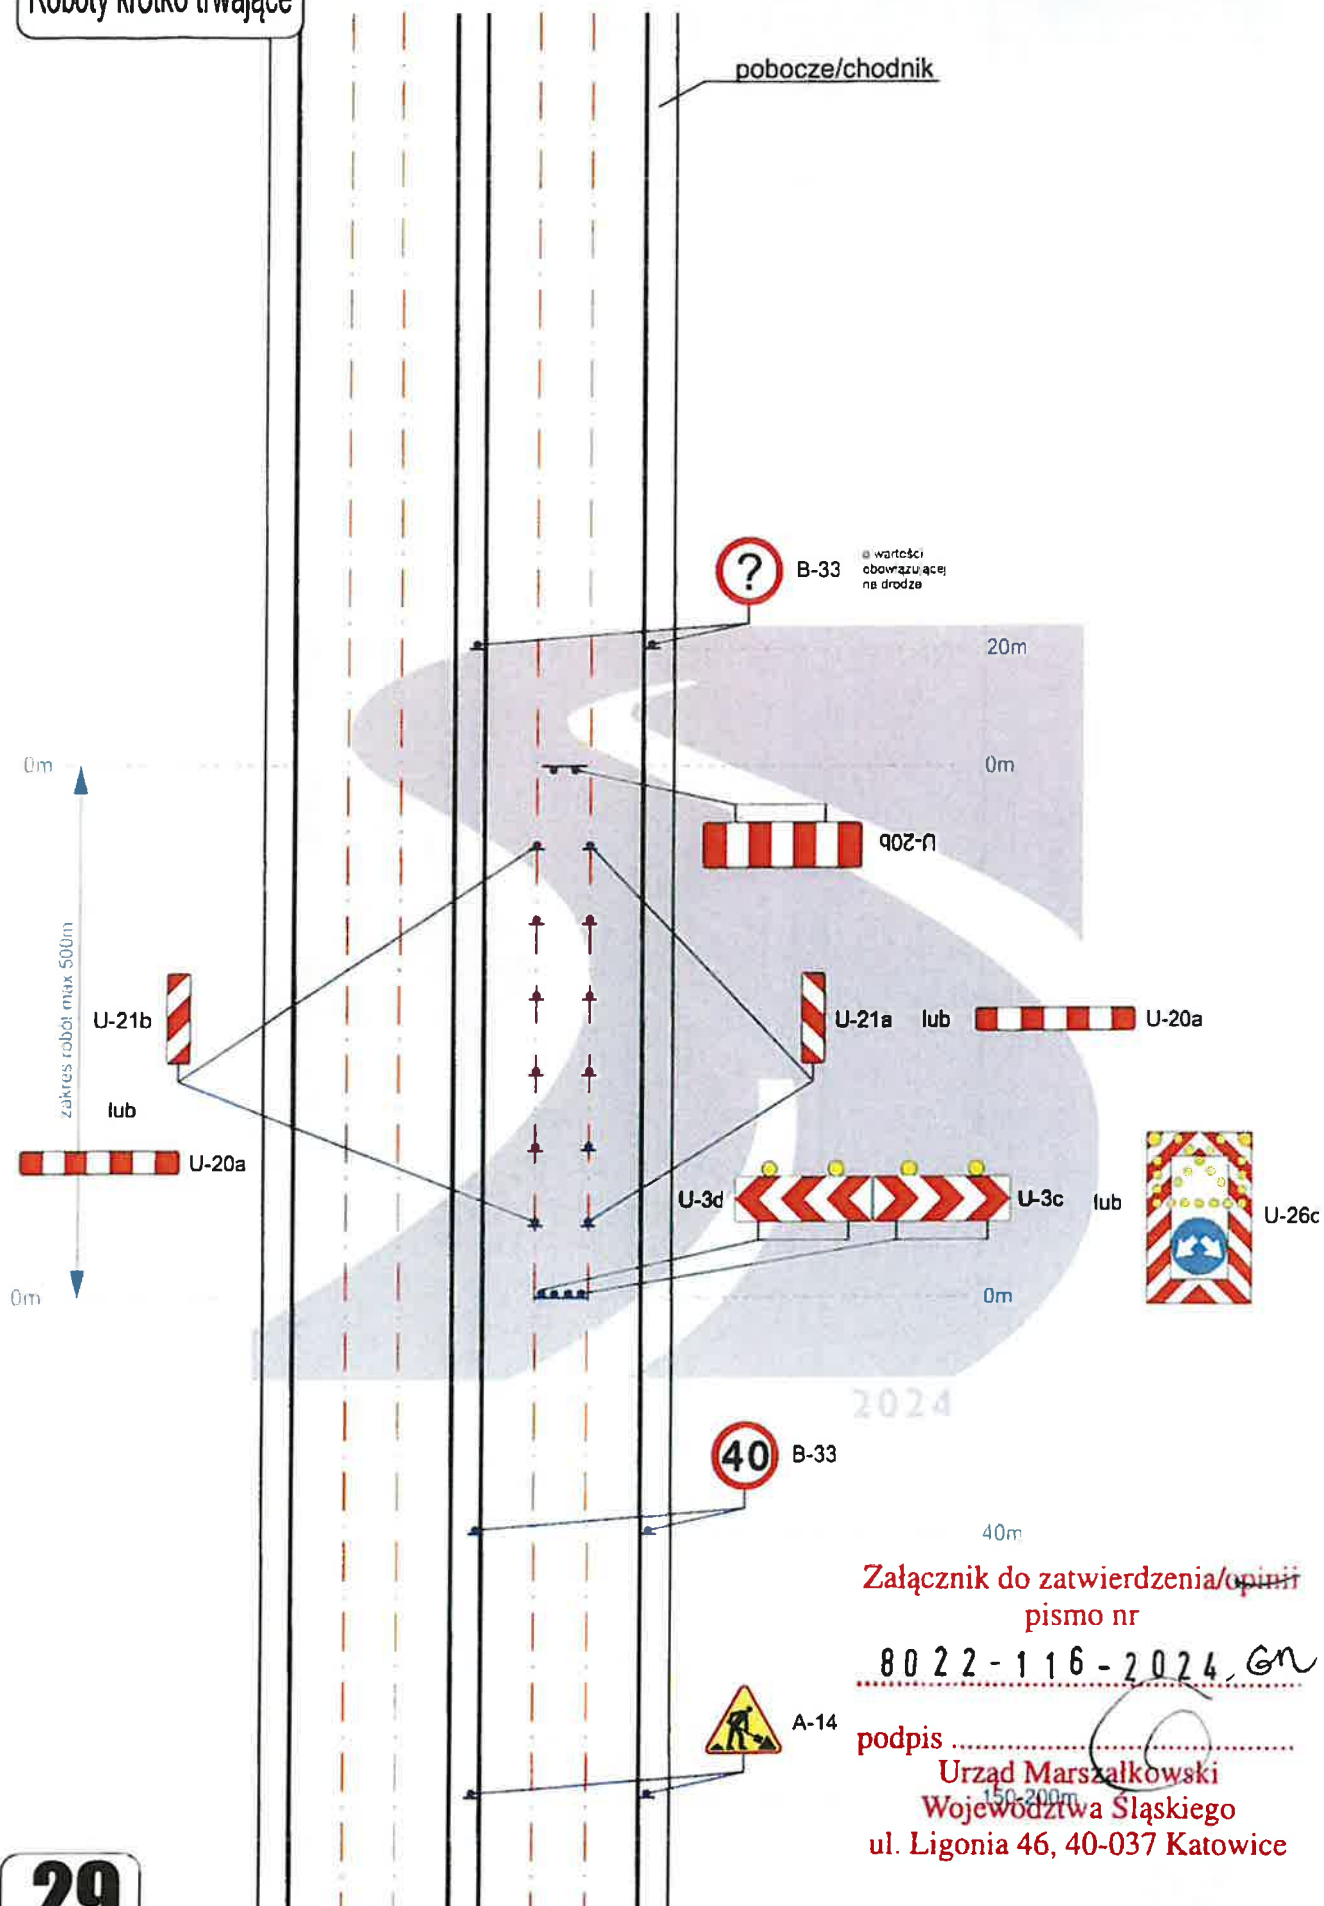 Roboty krótko trwające
pobocze/chodnik
?
B-33
o wartości
obowiązującej
na drodze
20m
0m
0m
U-20b
zakres robót max 500m
U-21b
U-21a
lub
U-20a
lub
U-20a
U-3d
U-3c
lub
U-26c
0m
0m
2024
40
B-33
40m
Załącznik do zatwierdzenia/opinii
pismo nr
8022-116-2024.GN
A-14
podpis
Urząd Marszałkowski
150-200m
Województwa Śląskiego
ul. Ligonia 46, 40-037 Katowice
29